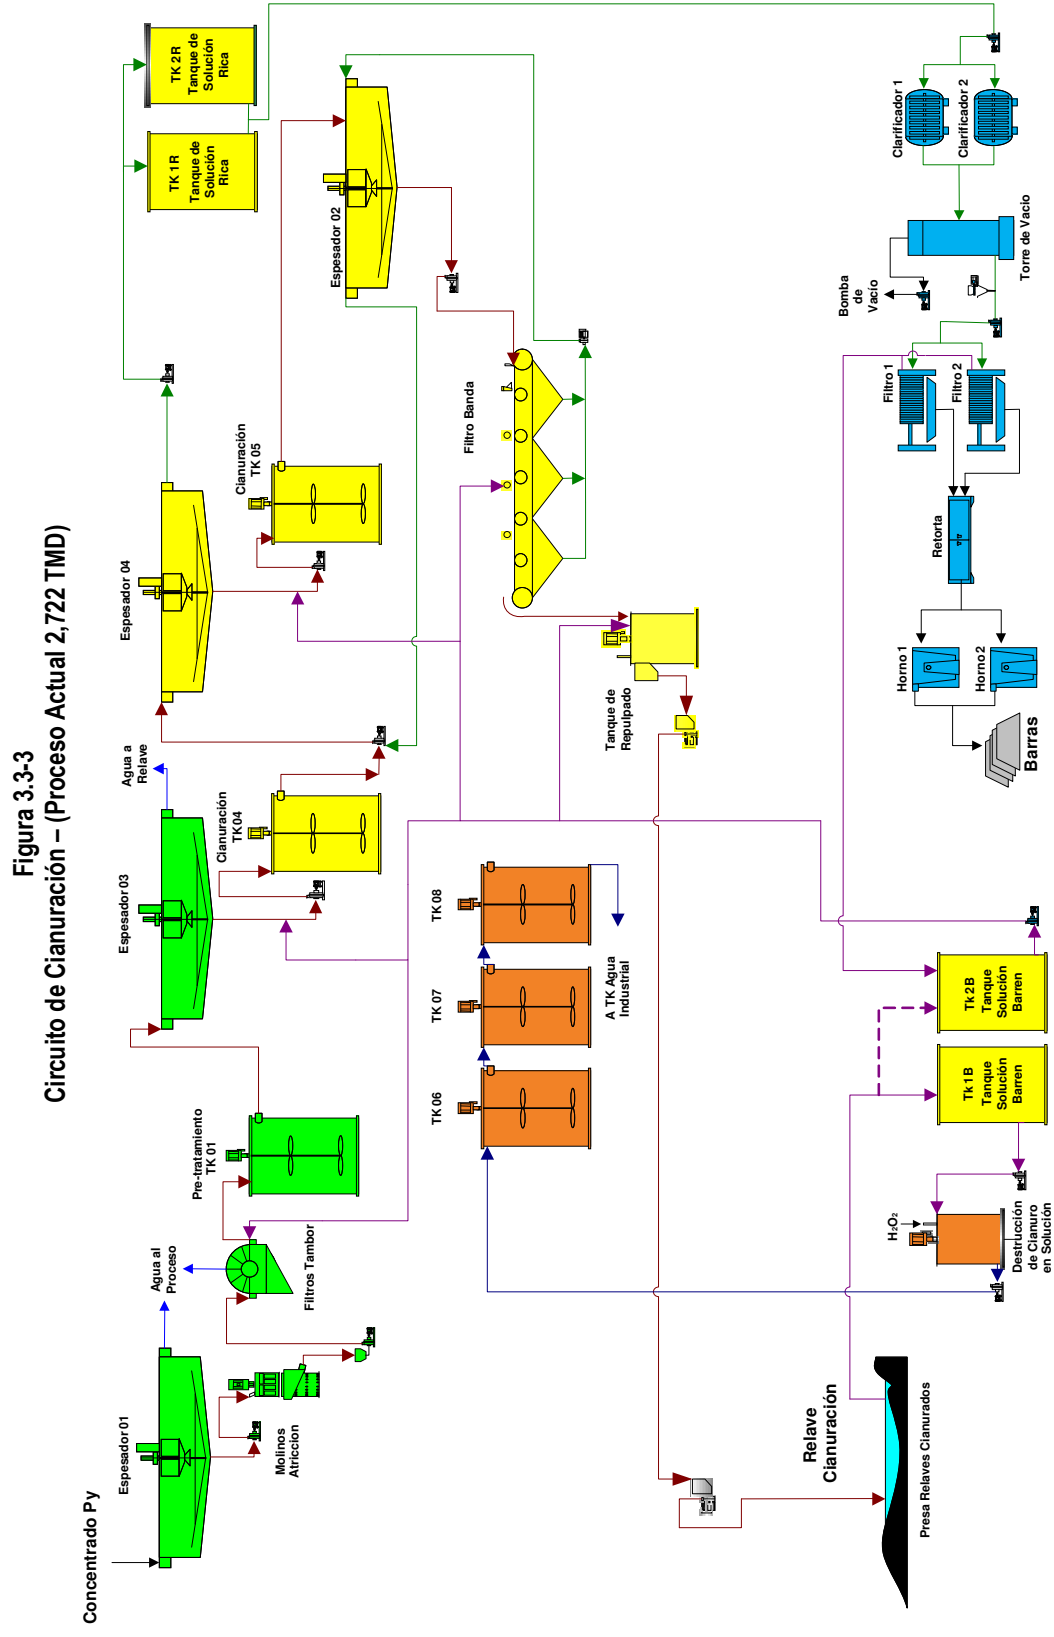 Figura 3.3-3
Circuito de Cianuración – (Proceso Actual 2,722 TMD)
Concentrado Py
Espesador 01
Agua al
Proceso
Molinos
Atriccion
Filtros Tambor
Pre-tratamiento
TK 01
Espesador 03
Agua a
Relave
Cianuración
TK04
Espesador 04
Cianuración
TK 05
TK 1R
Tanque de
Solución
Rica
TK 2R
Tanque de
Solución
Rica
Espesador 02
Filtro Banda
Tanque de
Repulpado
TK 06
TK 07
TK 08
A TK Agua
Industrial
Relave
Cianuración
Presa Relaves Cianurados
H2O2
Destrucción
de Cianuro
en Solución
Tk 1B
Tanque
Solución
Barren
Tk 2B
Tanque
Solución
Barren
Barras
Horno 1
Horno 2
Retorta
Filtro 1
Filtro 2
Bomba
de
Vacío
Torre de Vacio
Clarificador 1
Clarificador 2